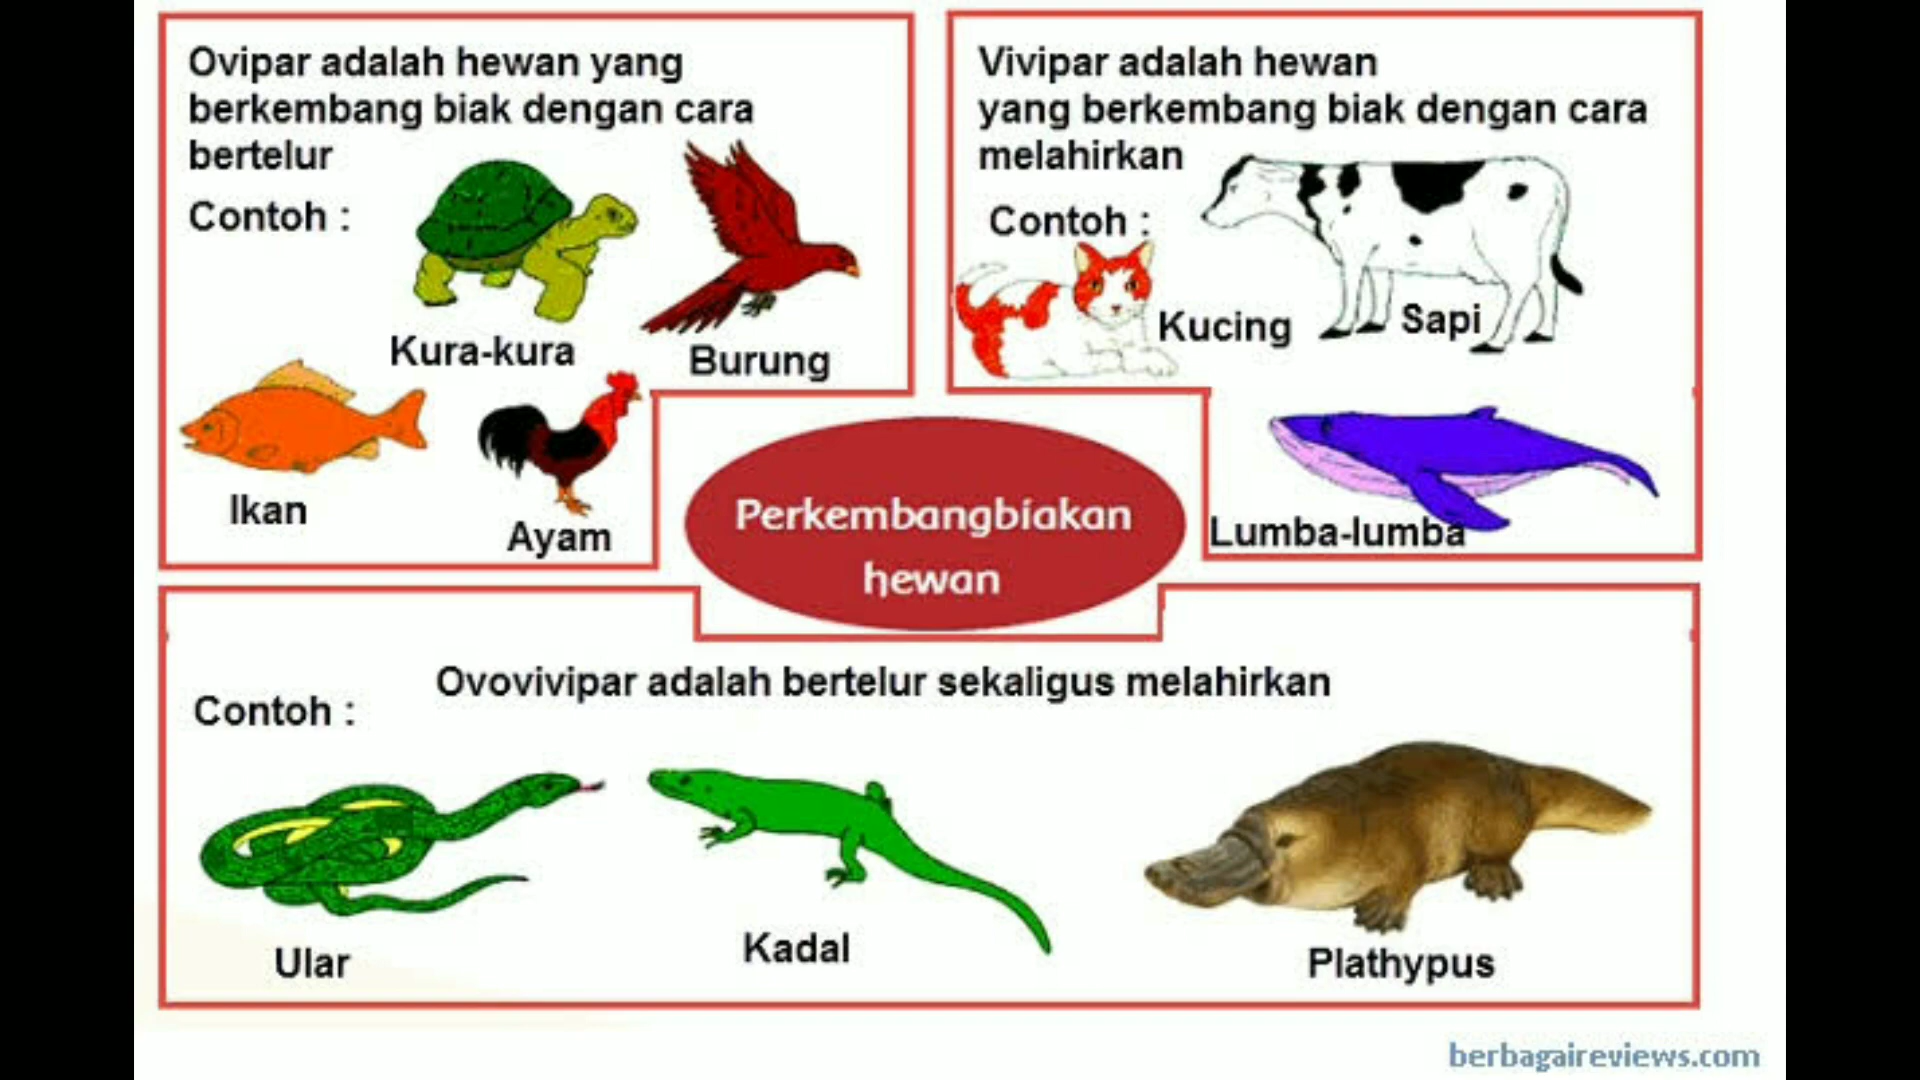 Ovipar adalah hewan yang
berkembang biak dengan cara
bertelur
Contoh :
Kura-kura
Burung
Ikan
Ayam
Vivipar adalah hewan
yang berkembang biak dengan cara
melahirkan
Contoh :
Kucing
Sapi
Lumba-lumba
Perkembangbiakan
hewan
Ovovivipar adalah bertelur sekaligus melahirkan
Contoh :
Ular
Kadal
Plathypus
berbagaireviews.com